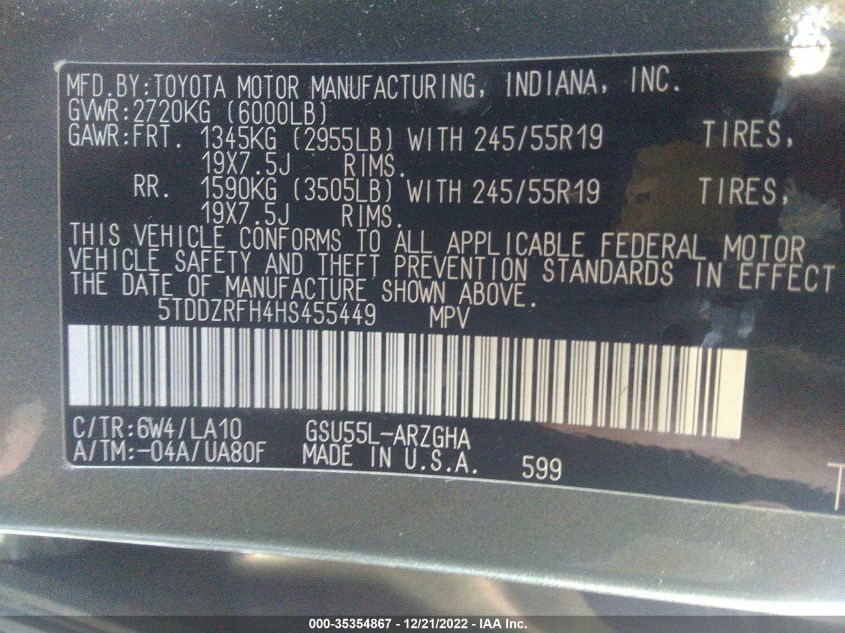 MFD.BY:TOYOTA MOTOR MANUFACTURING, INDIANA, INC.
GVWR:2720KG (6000LB)
GAWR:FRT. 1345KG (2955LB) WITH 245/55R19 TIRES,
19X7.5J RIMS.
RR. 1590KG (3505LB) WITH 245/55R19 TIRES,
19X7.5J RIMS.
THIS VEHICLE CONFORMS TO ALL APPLICABLE FEDERAL MOTOR
VEHICLE SAFETY AND THEFT PREVENTION STANDARDS IN EFFECT
THE DATE OF MANUFACTURE SHOWN ABOVE.
5TDDZRFH4HS455449 MPV
C/TR:6W4/LA10 GSU55L-ARZGHA
A/TM:-04A/UA80F MADE IN U.S.A. 599
T
000-35354867 - 12/21/2022 - IAA Inc.